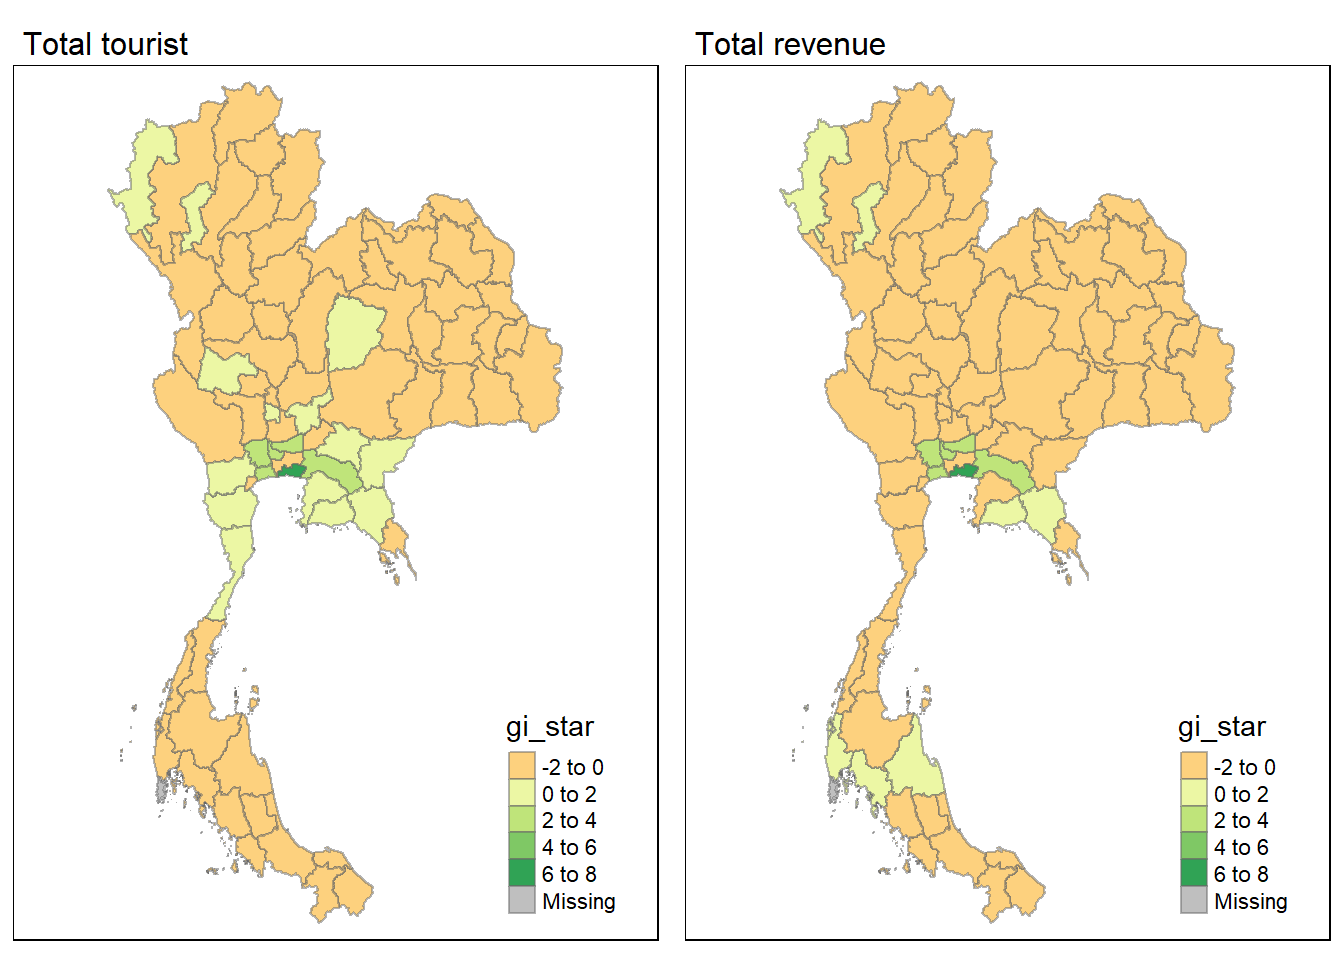 Total tourist
gi_star
-2 to 0
0 to 2
2 to 4
4 to 6
6 to 8
Missing
Total revenue
gi_star
-2 to 0
0 to 2
2 to 4
4 to 6
6 to 8
Missing